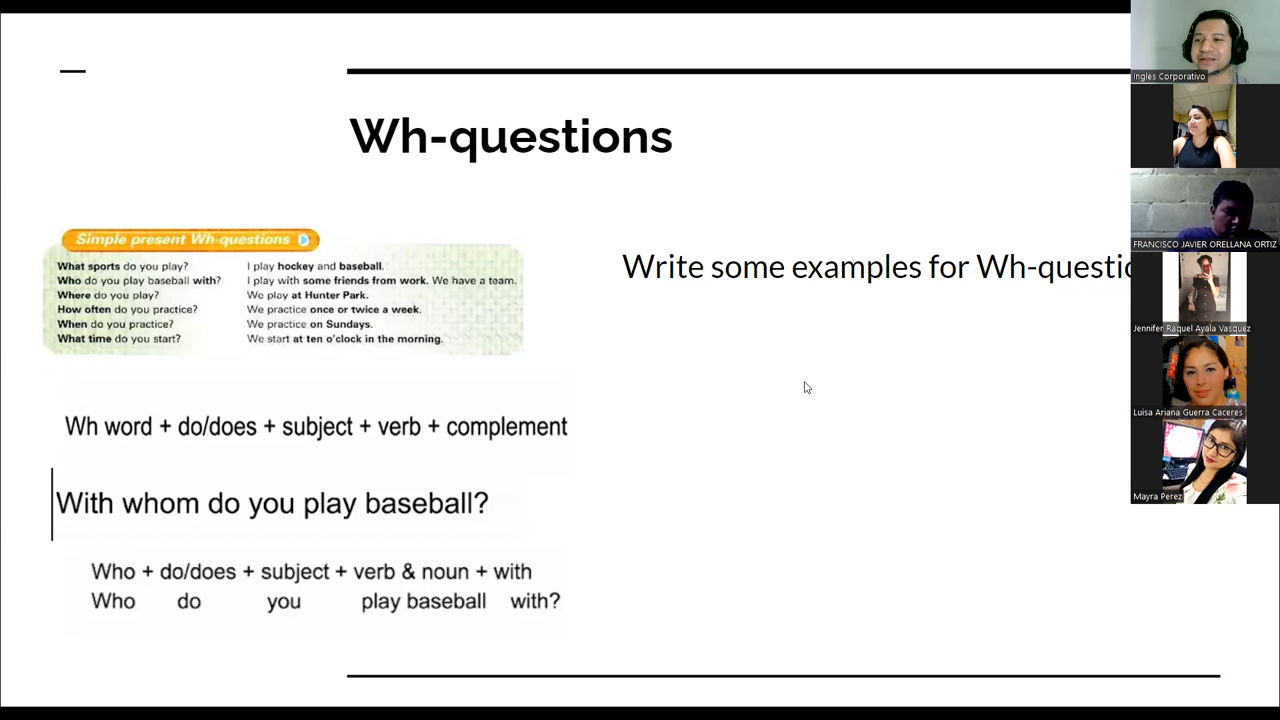 Wh-questions
Simple present Wh-questions
What sports do you play? I play hockey and baseball.
Who do you play baseball with? I play with some friends from work. We have a team.
Where do you play? We play at Hunter Park.
How often do you practice? We practice once or twice a week.
When do you practice? We practice on Sundays.
What time do you start? We start at ten o'clock in the morning.
Wh word + do/does + subject + verb + complement
With whom do you play baseball?
Who + do/does + subject + verb & noun + with
Who do you play baseball with?
Write some examples for Wh-questio
Ingles Corporativo
FRANCISCO JAVIER ORELLANA ORTIZ
Jennifer Raquel Ayala Vasquez
Luisa Ariana Guerra Caceres
Mayra Perez